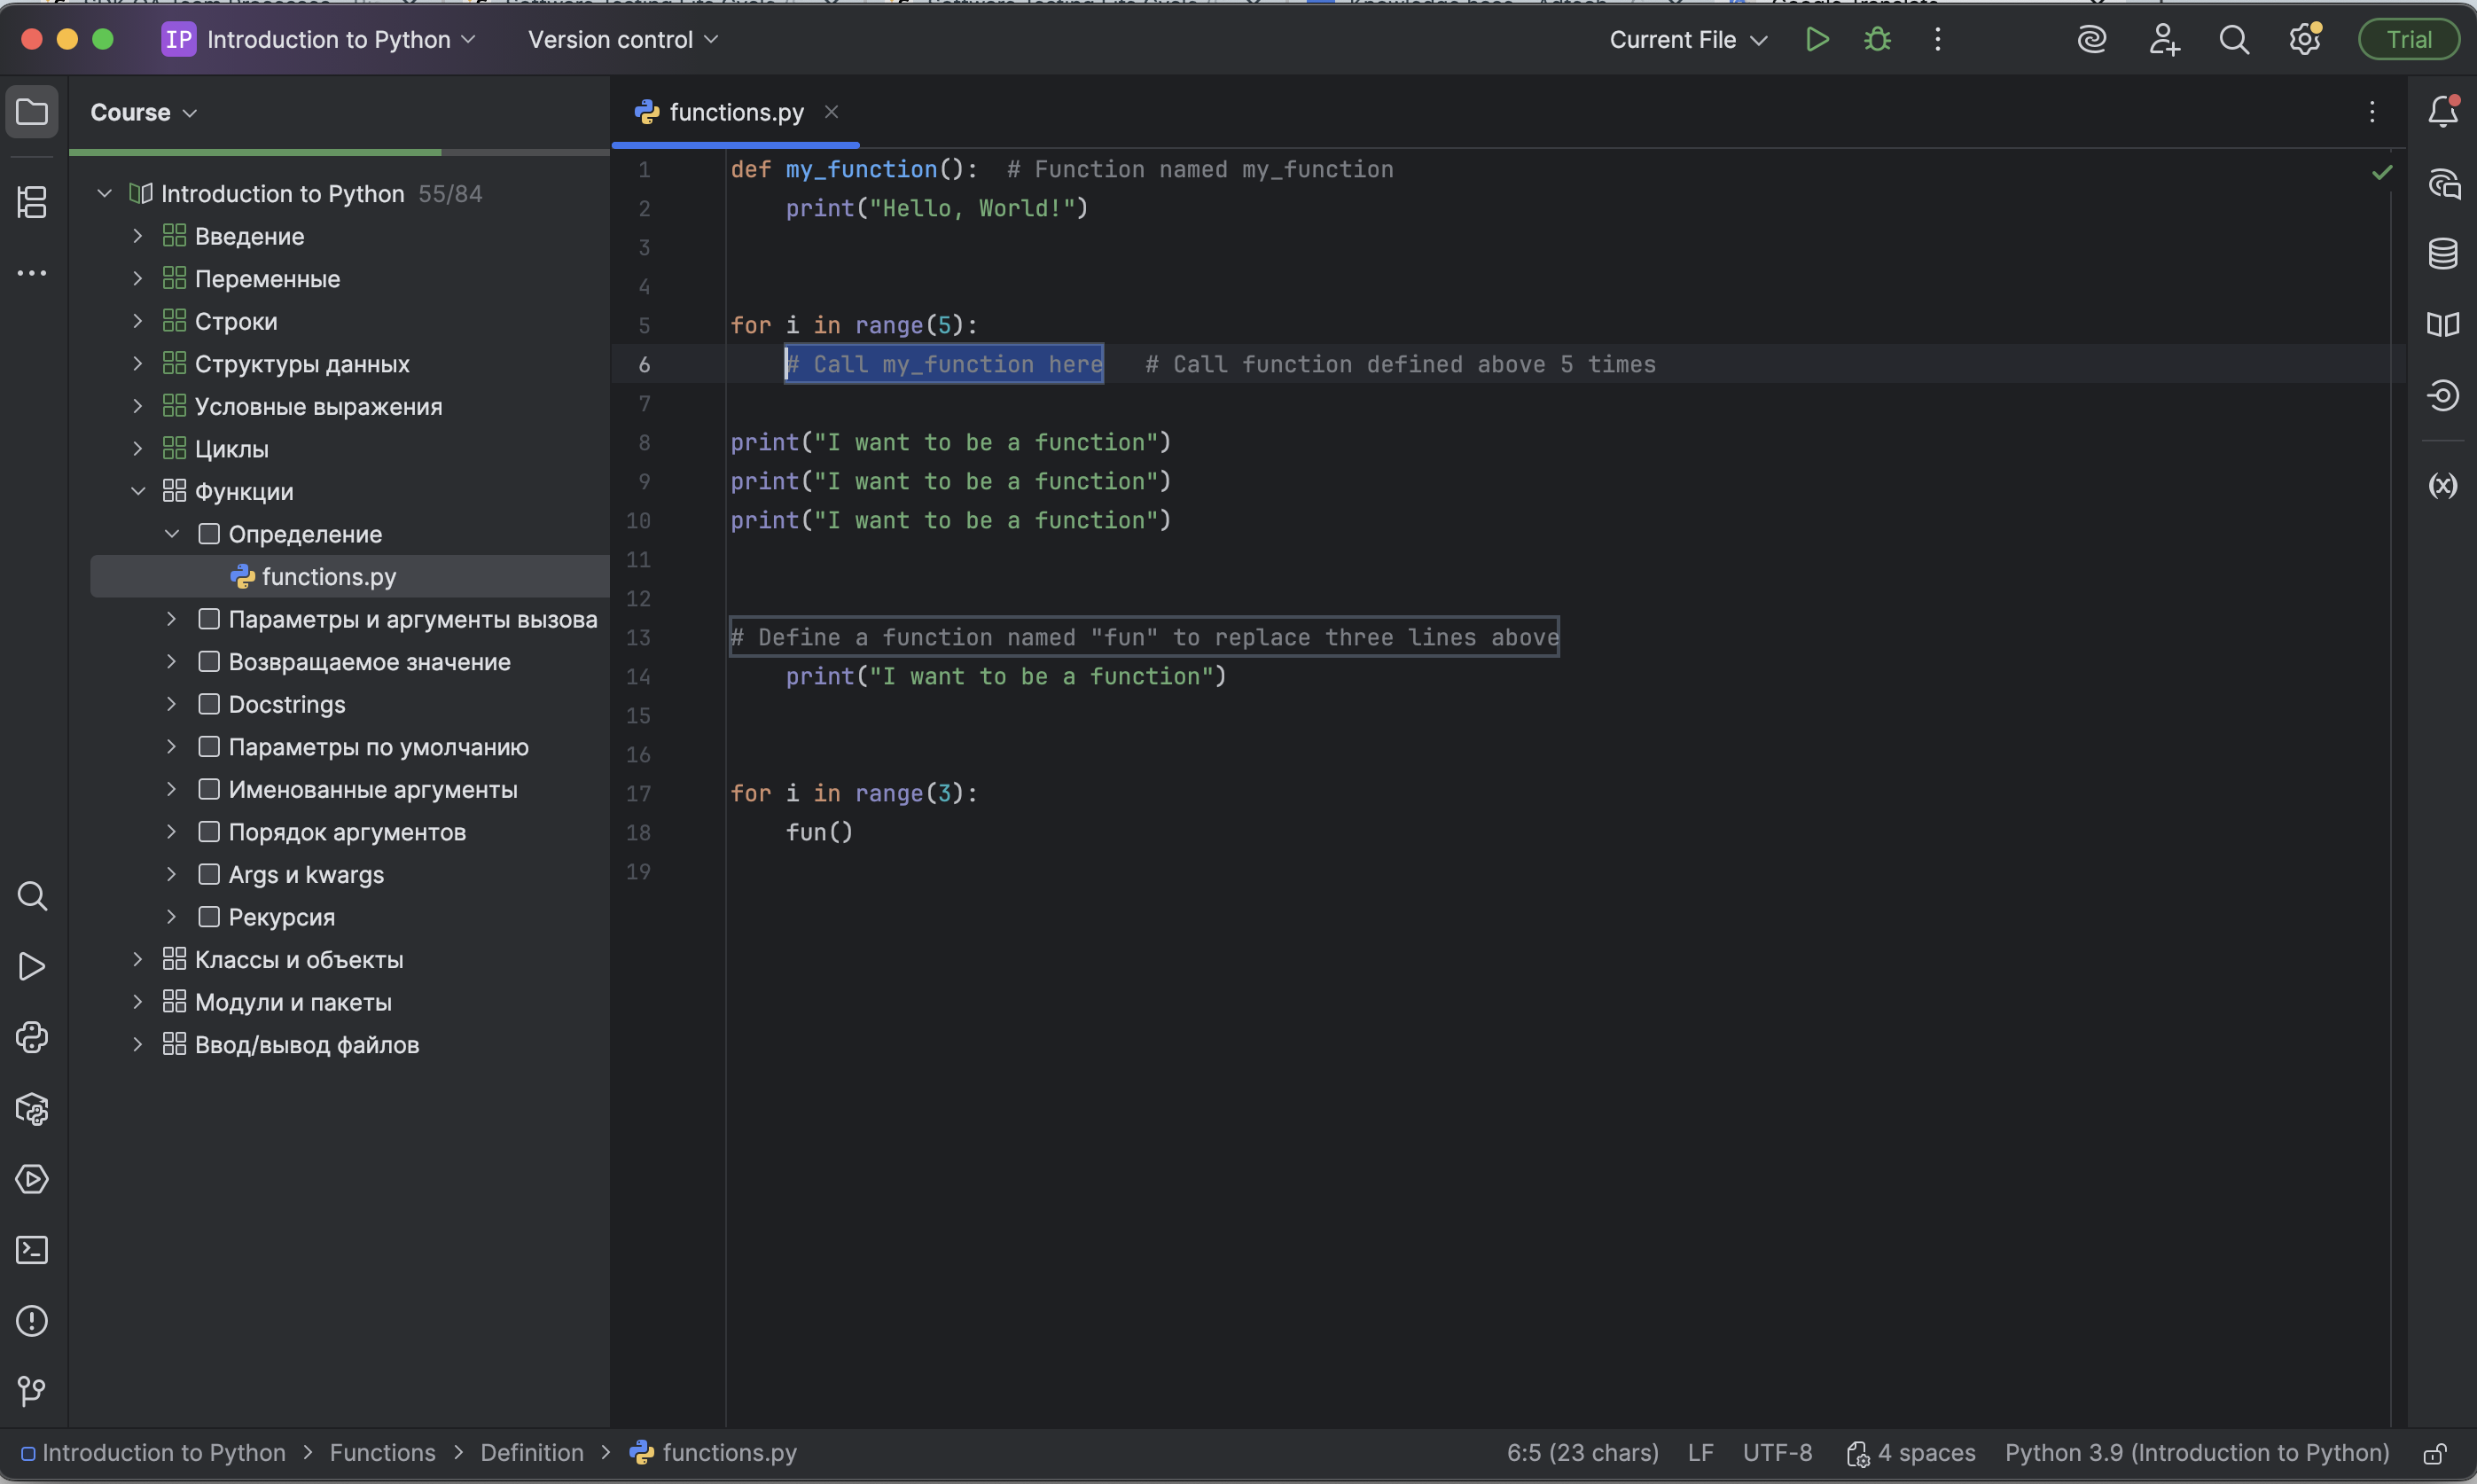 IP Introduction to Python Version control Current File Trial
Course
functions.py
Introduction to Python 55/84
Введение
Переменные
Строки
Структуры данных
Условные выражения
Циклы
Функции
Определение
functions.py
Параметры и аргументы вызова
Возвращаемое значение
Docstrings
Параметры по умолчанию
Именованные аргументы
Порядок аргументов
Args и kwargs
Рекурсия
Классы и объекты
Модули и пакеты
Ввод/вывод файлов
1 def my_function():  # Function named my_function
2     print("Hello, World!")
3
4
5 for i in range(5):
6     # Call my_function here   # Call function defined above 5 times
7
8 print("I want to be a function")
9 print("I want to be a function")
10 print("I want to be a function")
11
12
13 # Define a function named "fun" to replace three lines above
14     print("I want to be a function")
15
16
17 for i in range(3):
18     fun()
19
Introduction to Python > Functions > Definition > functions.py 6:5 (23 chars) LF UTF-8 4 spaces Python 3.9 (Introduction to Python)